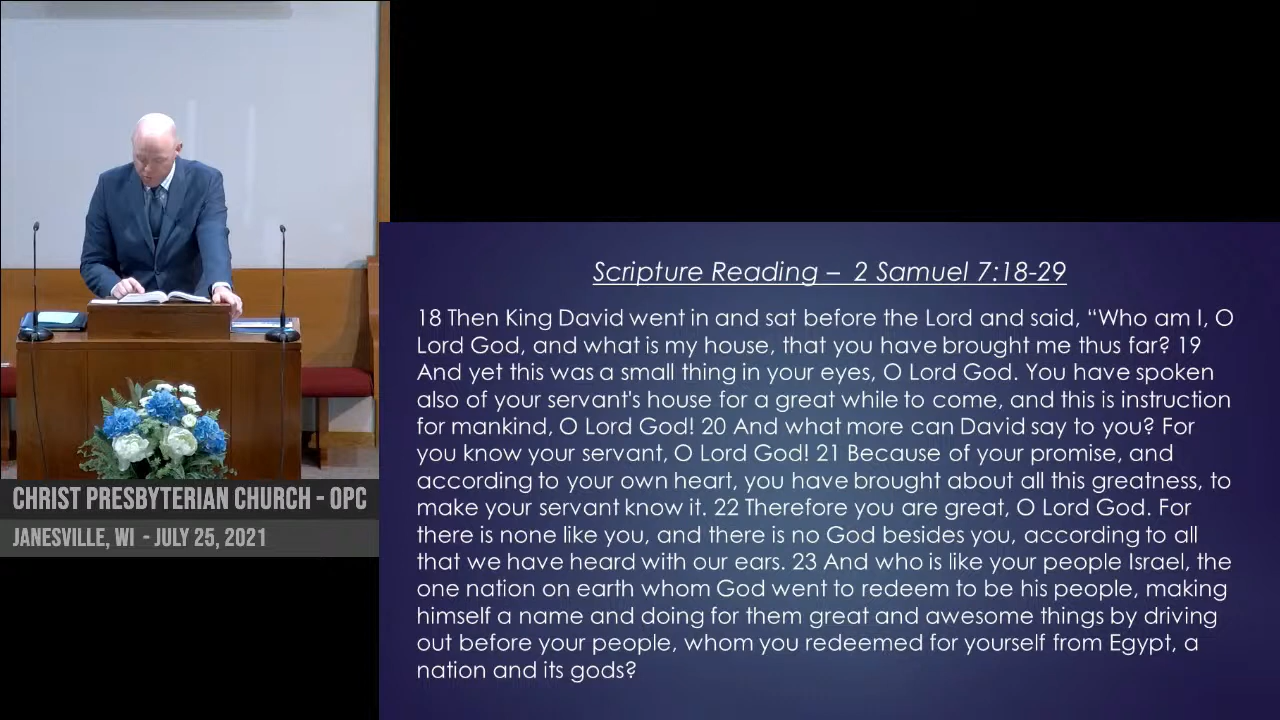 Scripture Reading – 2 Samuel 7:18-29
18 Then King David went in and sat before the Lord and said, “Who am I, O
Lord God, and what is my house, that you have brought me thus far? 19
And yet this was a small thing in your eyes, O Lord God. You have spoken
also of your servant's house for a great while to come, and this is instruction
for mankind, O Lord God! 20 And what more can David say to you? For
you know your servant, O Lord God! 21 Because of your promise, and
according to your own heart, you have brought about all this greatness, to
make your servant know it. 22 Therefore you are great, O Lord God. For
there is none like you, and there is no God besides you, according to all
that we have heard with our ears. 23 And who is like your people Israel, the
one nation on earth whom God went to redeem to be his people, making
himself a name and doing for them great and awesome things by driving
out before your people, whom you redeemed for yourself from Egypt, a
nation and its gods?
CHRIST PRESBYTERIAN CHURCH - OPC
JANESVILLE, WI - JULY 25, 2021